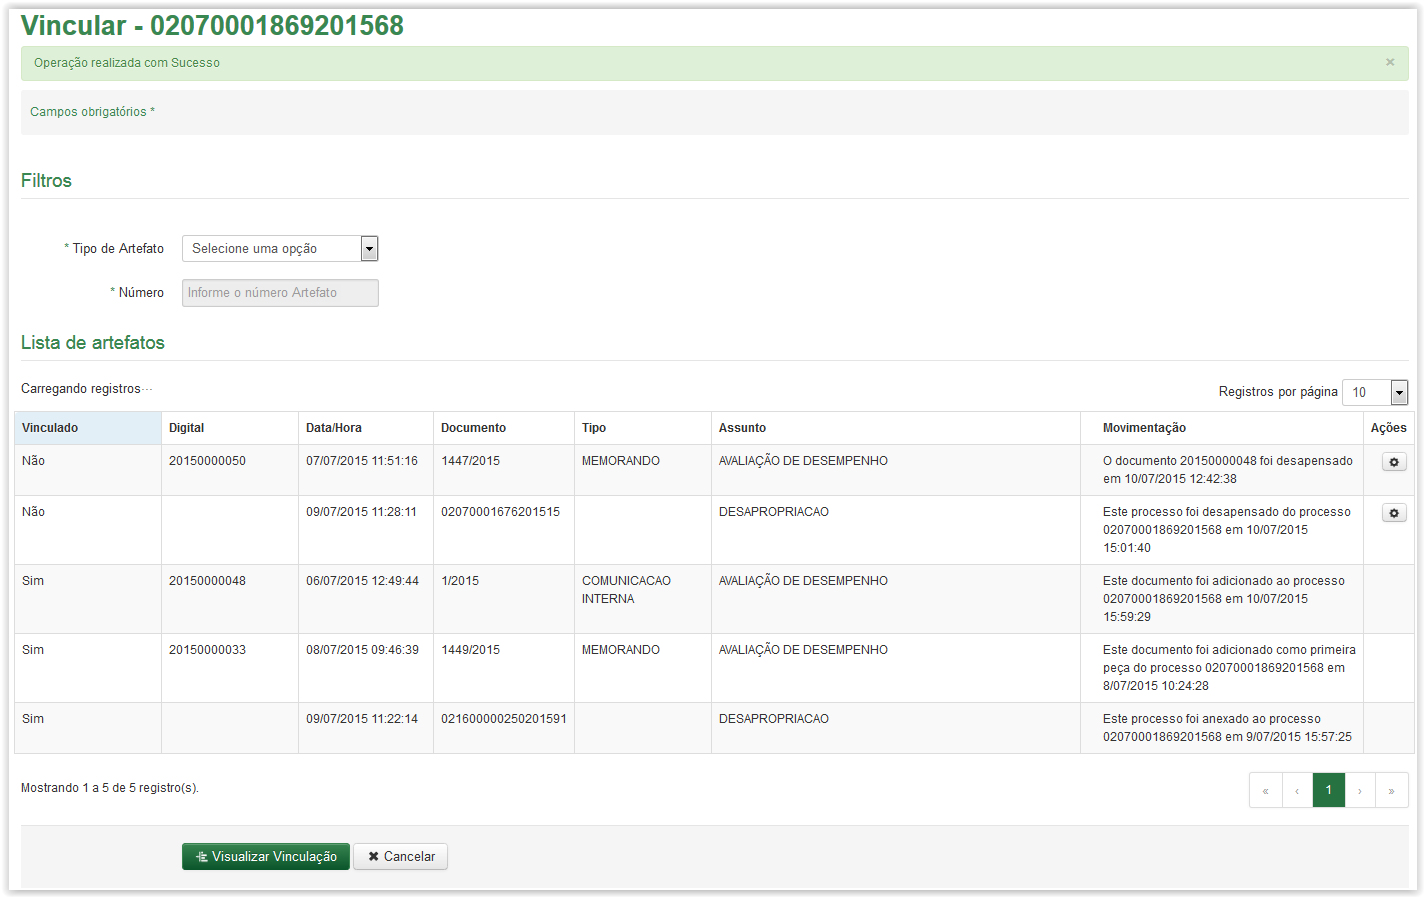 Vincular - 02070001869201568
Operação realizada com Sucesso ×
Campos obrigatórios *
Filtros
* Tipo de Artefato Selecione uma opção
* Número Informe o número Artefato
Lista de artefatos
Carregando registros...
Registros por página 10
Vinculado Digital Data/Hora Documento Tipo Assunto Movimentação Ações
Não 20150000050 07/07/2015 11:51:16 1447/2015 MEMORANDO AVALIAÇÃO DE DESEMPENHO O documento 20150000048 foi desapensado
em 10/07/2015 12:42:38
Não 09/07/2015 11:28:11 02070001676201515 DESAPROPRIACAO Este processo foi desapensado do processo
02070001869201568 em 10/07/2015
15:01:40
Sim 20150000048 06/07/2015 12:49:44 1/2015 COMUNICACAO AVALIAÇÃO DE DESEMPENHO Este documento foi adicionado ao processo
INTERNA 02070001869201568 em 10/07/2015
15:59:29
Sim 20150000033 08/07/2015 09:46:39 1449/2015 MEMORANDO AVALIAÇÃO DE DESEMPENHO Este documento foi adicionado como primeira
peça do processo 02070001869201568 em
8/07/2015 10:24:28
Sim 09/07/2015 11:22:14 021600000250201591 DESAPROPRIACAO Este processo foi anexado ao processo
02070001869201568 em 9/07/2015 15:57:25
Mostrando 1 a 5 de 5 registro(s).
« ‹ 1 › »
Visualizar Vinculação ✖ Cancelar